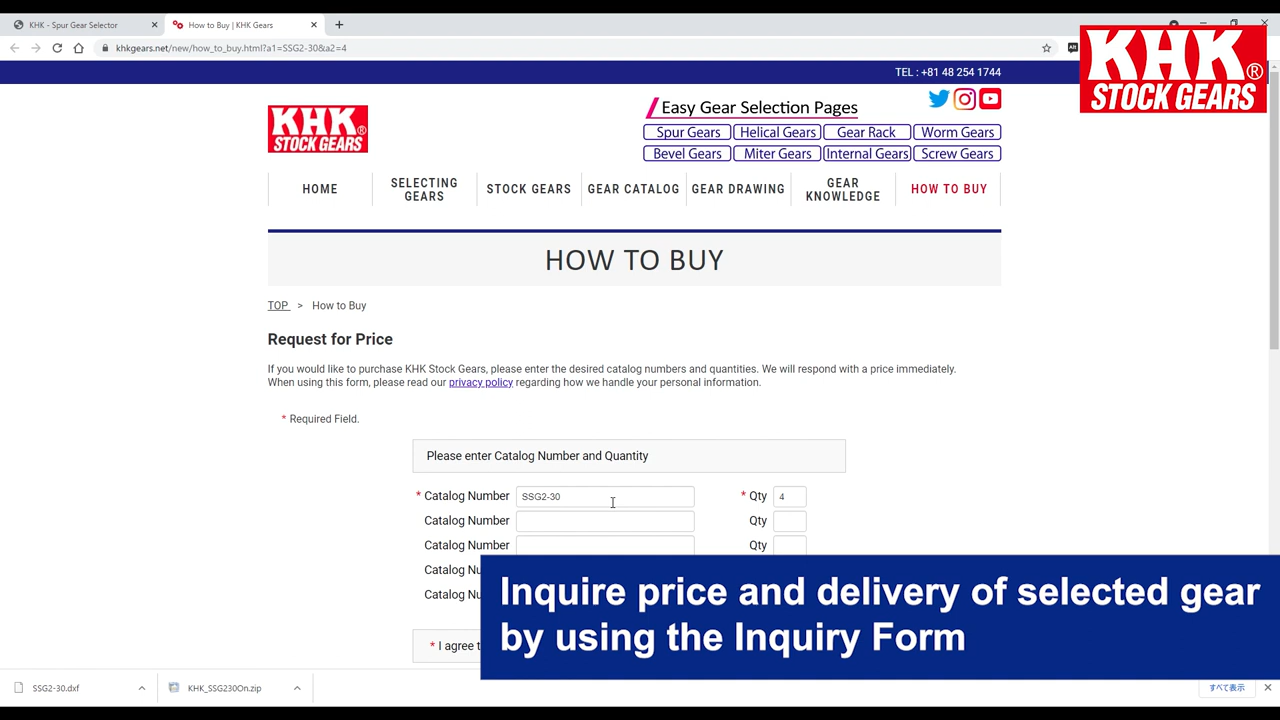 KHK - Spur Gear Selector
How to Buy | KHK Gears
khkgears.net/new/how_to_buy.html?a1=SSG2-30&a2=4
TEL : +81 48 254 1744
KHK®
STOCK GEARS
KHK®
STOCK GEARS
Easy Gear Selection Pages
Spur Gears Helical Gears Gear Rack Worm Gears
Bevel Gears Miter Gears Internal Gears Screw Gears
HOME
SELECTING
GEARS
STOCK GEARS
GEAR CATALOG
GEAR DRAWING
GEAR
KNOWLEDGE
HOW TO BUY
HOW TO BUY
TOP > How to Buy
Request for Price
If you would like to purchase KHK Stock Gears, please enter the desired catalog numbers and quantities. We will respond with a price immediately.
When using this form, please read our privacy policy regarding how we handle your personal information.
* Required Field.
Please enter Catalog Number and Quantity
* Catalog Number SSG2-30 * Qty 4
Catalog Number Qty
Catalog Number Qty
Catalog Nu
Catalog Nu
* I agree t
Inquire price and delivery of selected gear
by using the Inquiry Form
SSG2-30.dxf
KHK_SSG230On.zip
すべて表示